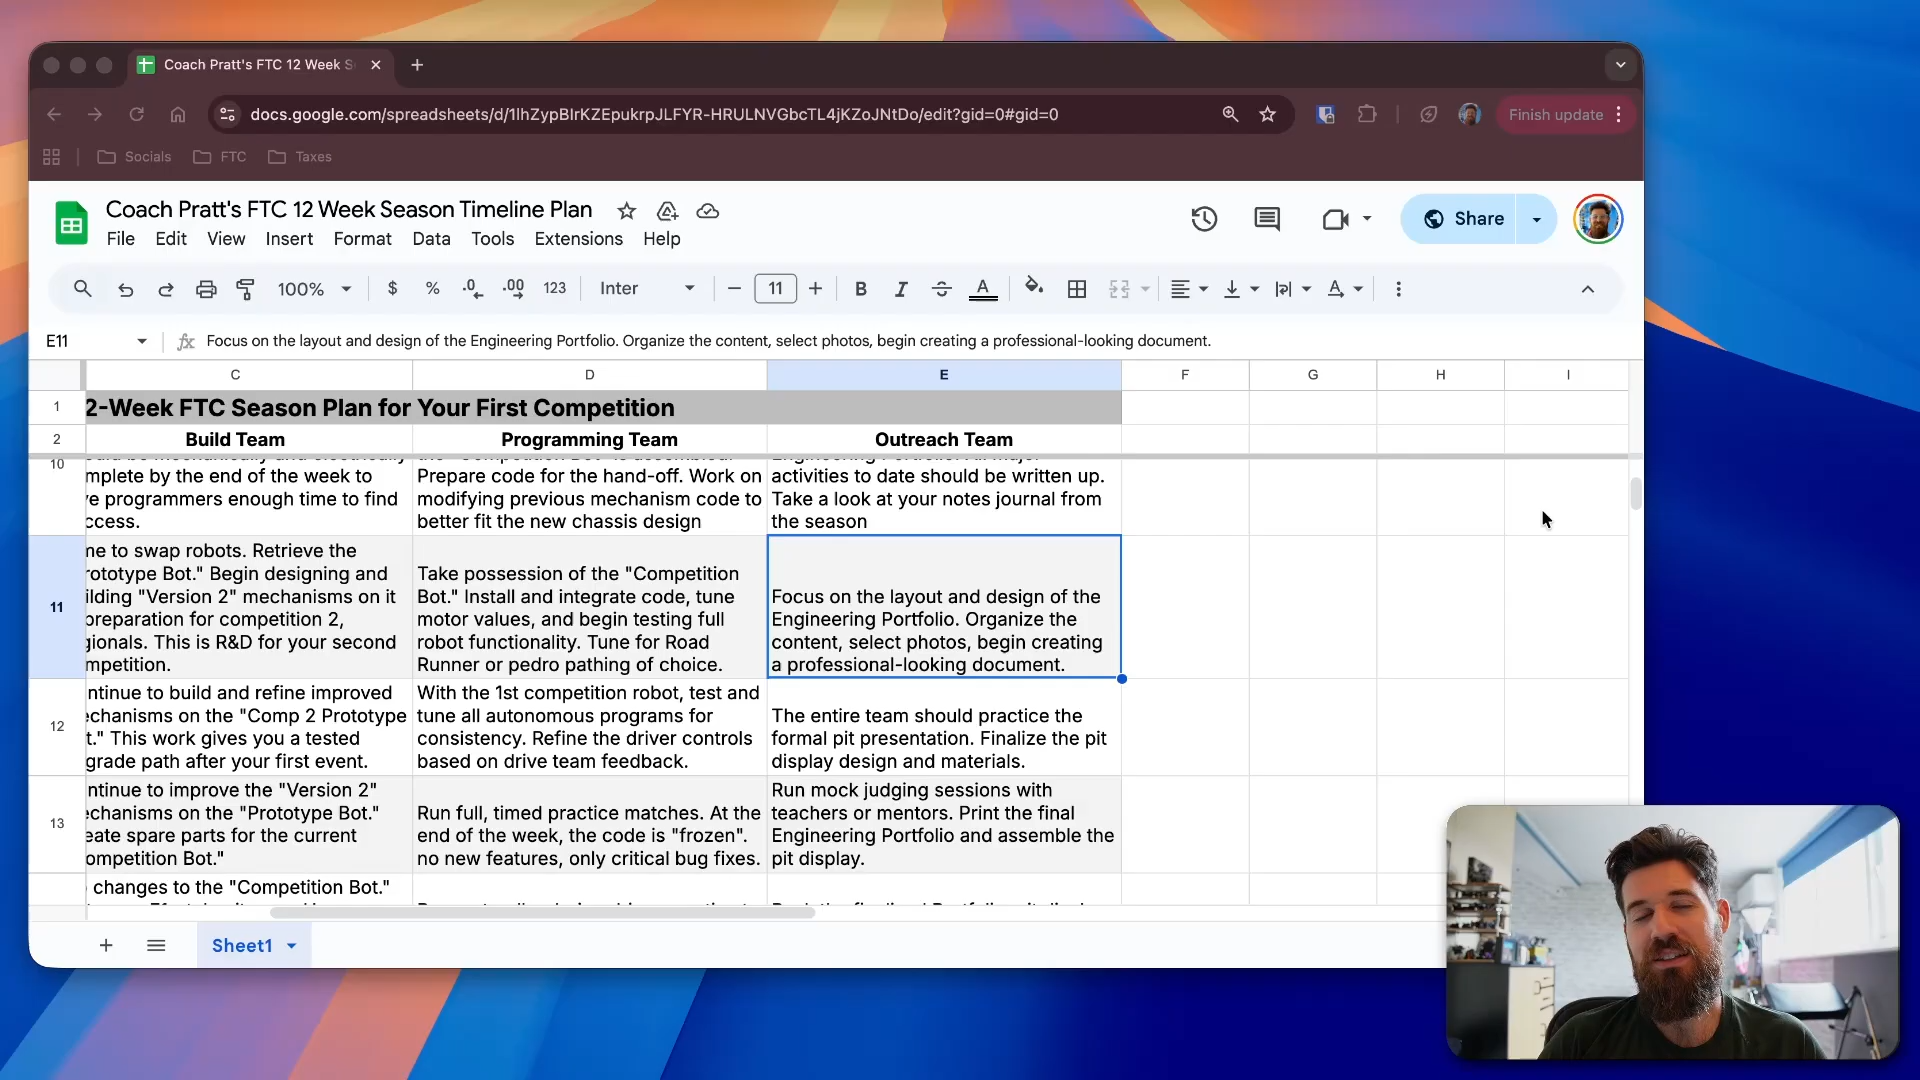 Coach Pratt's FTC 12 Week S
docs.google.com/spreadsheets/d/1lhZypBIrKZEpukrpJLFYR-HRULNVGbcTL4jKZoJNtDo/edit?gid=0#gid=0
Finish update
Socials
FTC
Taxes
Coach Pratt's FTC 12 Week Season Timeline Plan
File Edit View Insert Format Data Tools Extensions Help
Share
100% $ % .0 .00 123 Inter 11 B I A
E11
fx Focus on the layout and design of the Engineering Portfolio. Organize the content, select photos, begin creating a professional-looking document.
C D E F G H I
1
2-Week FTC Season Plan for Your First Competition
2
Build Team
Programming Team
Outreach Team
10
mplete by the end of the week to
ve programmers enough time to find
ccess.
Prepare code for the hand-off. Work on
modifying previous mechanism code to
better fit the new chassis design
activities to date should be written up.
Take a look at your notes journal from
the season
11
me to swap robots. Retrieve the
rototype Bot." Begin designing and
ilding "Version 2" mechanisms on it
preparation for competition 2,
gionals. This is R&D for your second
mpetition.
Take possession of the "Competition
Bot." Install and integrate code, tune
motor values, and begin testing full
robot functionality. Tune for Road
Runner or pedro pathing of choice.
Focus on the layout and design of the
Engineering Portfolio. Organize the
content, select photos, begin creating
a professional-looking document.
12
ntinue to build and refine improved
echanisms on the "Comp 2 Prototype
t." This work gives you a tested
grade path after your first event.
With the 1st competition robot, test and
tune all autonomous programs for
consistency. Refine the driver controls
based on drive team feedback.
The entire team should practice the
formal pit presentation. Finalize the pit
display design and materials.
13
ntinue to improve the "Version 2"
echanisms on the "Prototype Bot."
eate spare parts for the current
ompetition Bot."
Run full, timed practice matches. At the
end of the week, the code is "frozen".
no new features, only critical bug fixes.
Run mock judging sessions with
teachers or mentors. Print the final
Engineering Portfolio and assemble the
pit display.
changes to the "Competition Bot."
Sheet1